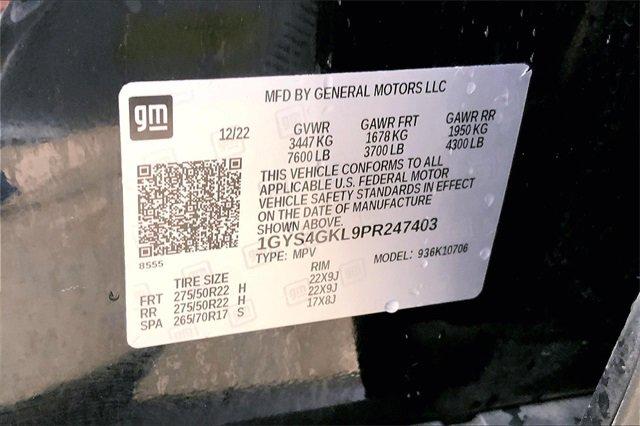 MFD BY GENERAL MOTORS LLC
gm
12/22 GVWR GAWR FRT GAWR RR
3447 KG 1678 KG 1950 KG
7600 LB 3700 LB 4300 LB
THIS VEHICLE CONFORMS TO ALL
APPLICABLE U.S. FEDERAL MOTOR
VEHICLE SAFETY STANDARDS IN EFFECT
ON THE DATE OF MANUFACTURE
SHOWN ABOVE.
1GYS4GKL9PR247403
8555 TYPE: MPV MODEL: 936K10706
TIRE SIZE RIM
FRT 275/50R22 H 22X9J
RR 275/50R22 H 22X9J
SPA 265/70R17 S 17X8J